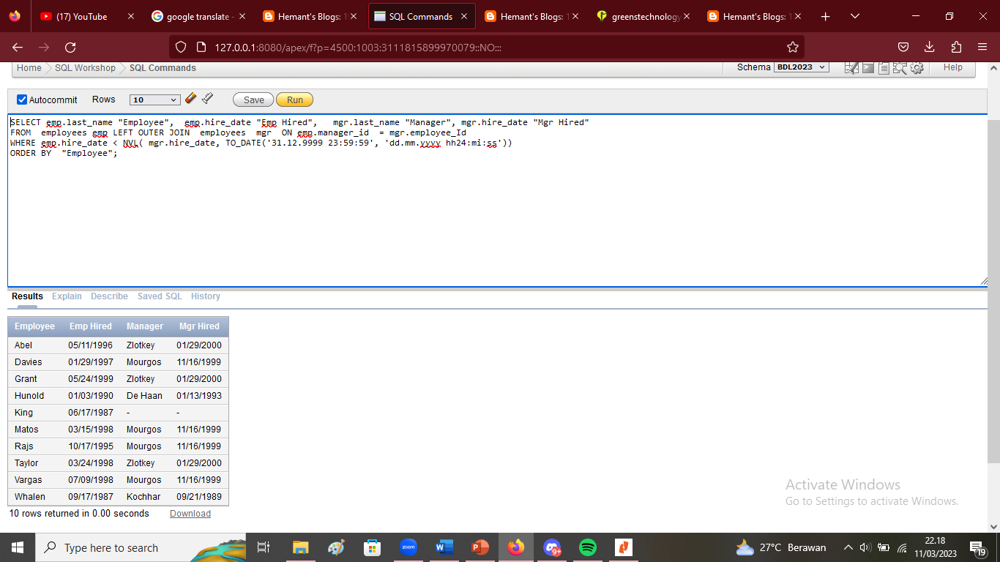 (17) YouTube
google translate -
Hemant's Blogs: 1
SQL Commands
Hemant's Blogs: 1
greenstechnology
Hemant's Blogs: 1
127.0.0.1:8080/apex/f?p=4500:1003:3111815899970079::NO:::
Home
SQL Workshop
SQL Commands
Schema
BDL2023
Help
Autocommit
Rows
10
Save
Run
SELECT emp.last_name "Employee",  emp.hire_date "Emp Hired",   mgr.last_name "Manager", mgr.hire_date "Mgr Hired"
FROM  employees emp LEFT OUTER JOIN  employees  mgr  ON emp.manager_id  = mgr.employee_Id
WHERE emp.hire_date < NVL( mgr.hire_date, TO_DATE('31.12.9999 23:59:59', 'dd.mm.yyyy hh24:mi:ss'))
ORDER BY  "Employee";
Results Explain Describe Saved SQL History
Employee Emp Hired Manager Mgr Hired
Abel 05/11/1996 Zlotkey 01/29/2000
Davies 01/29/1997 Mourgos 11/16/1999
Grant 05/24/1999 Zlotkey 01/29/2000
Hunold 01/03/1990 De Haan 01/13/1993
King 06/17/1987 - -
Matos 03/15/1998 Mourgos 11/16/1999
Rajs 10/17/1995 Mourgos 11/16/1999
Taylor 03/24/1998 Zlotkey 01/29/2000
Vargas 07/09/1998 Mourgos 11/16/1999
Whalen 09/17/1987 Kochhar 09/21/1989
10 rows returned in 0.00 seconds
Download
Activate Windows
Go to Settings to activate Windows.
Type here to search
zoom
9+
27°C Berawan
22.18
11/03/2023
19